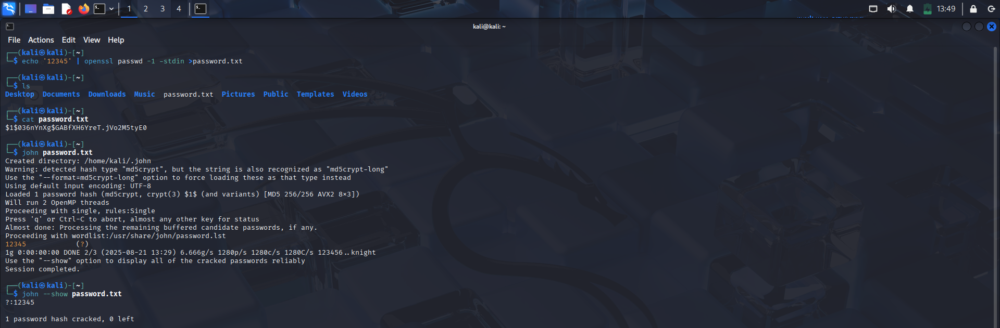 1 2 3 4 13:49
kali@kali: ~
File Actions Edit View Help
┌──(kali㉿kali)-[~]
└─$ echo '12345' | openssl passwd -1 -stdin >password.txt
┌──(kali㉿kali)-[~]
└─$ ls
Desktop Documents Downloads Music password.txt Pictures Public Templates Videos
┌──(kali㉿kali)-[~]
└─$ cat password.txt
$1$036nYnXg$GABfXH6YreT.jVo2M5tyE0
┌──(kali㉿kali)-[~]
└─$ john password.txt
Created directory: /home/kali/.john
Warning: detected hash type "md5crypt", but the string is also recognized as "md5crypt-long"
Use the "--format=md5crypt-long" option to force loading these as that type instead
Using default input encoding: UTF-8
Loaded 1 password hash (md5crypt, crypt(3) $1$ (and variants) [MD5 256/256 AVX2 8x3])
Will run 2 OpenMP threads
Proceeding with single, rules:Single
Press 'q' or Ctrl-C to abort, almost any other key for status
Almost done: Processing the remaining buffered candidate passwords, if any.
Proceeding with wordlist:/usr/share/john/password.lst
12345 (?)
1g 0:00:00:00 DONE 2/3 (2025-08-21 13:29) 6.666g/s 1280p/s 1280c/s 1280C/s 123456..knight
Use the "--show" option to display all of the cracked passwords reliably
Session completed.
┌──(kali㉿kali)-[~]
└─$ john --show password.txt
?:12345
1 password hash cracked, 0 left